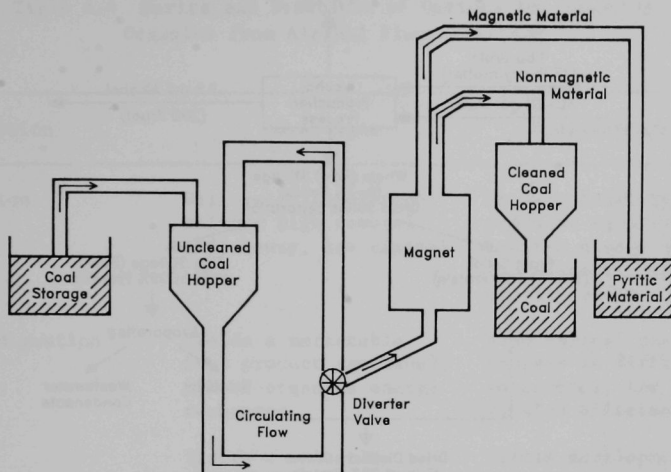 Magnetic Material
Nonmagnetic
Material
Cleaned
Coal
Hopper
Uncleaned
Coal
Hopper
Magnet
Coal
Storage
Coal
Pyritic
Material
Circulating
Flow
Diverter
Valve